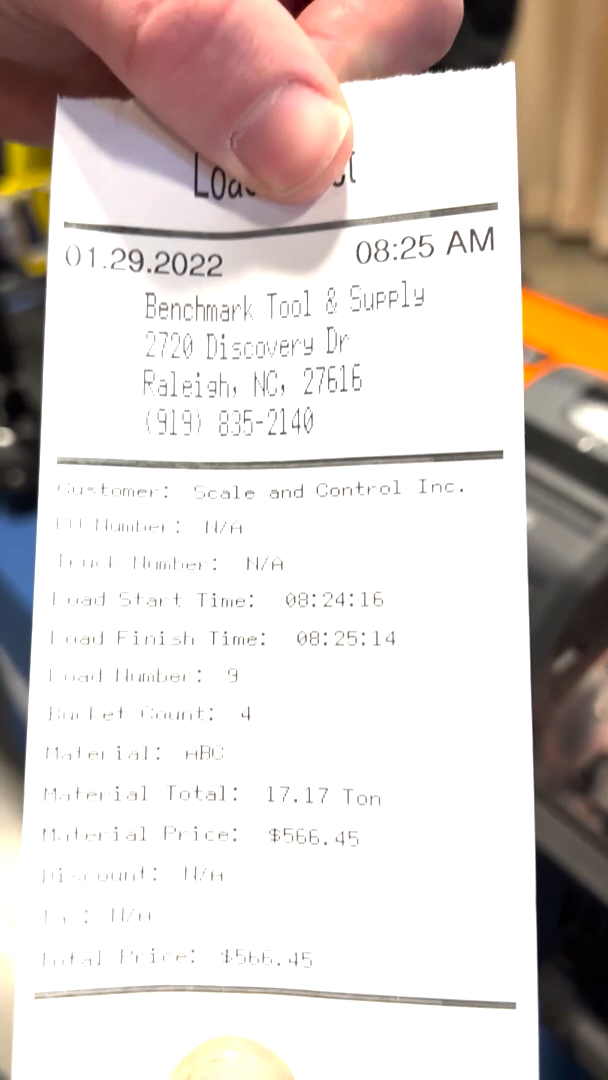 01.29.2022 08:25 AM
Benchmark Tool & Supply
2720 Discovery Dr
Raleigh, NC, 27616
(919) 835-2140
Customer: Scale and Control Inc.
Number: N/A
Truck Number: N/A
Load Start Time: 08:24:16
Load Finish Time: 08:25:14
Load Number: 9
Bucket Count: 4
Material: ABC
Material Total: 17.17 Ton
Material Price: $566.45
Discount: N/A
N/A
Total Price: $566.45